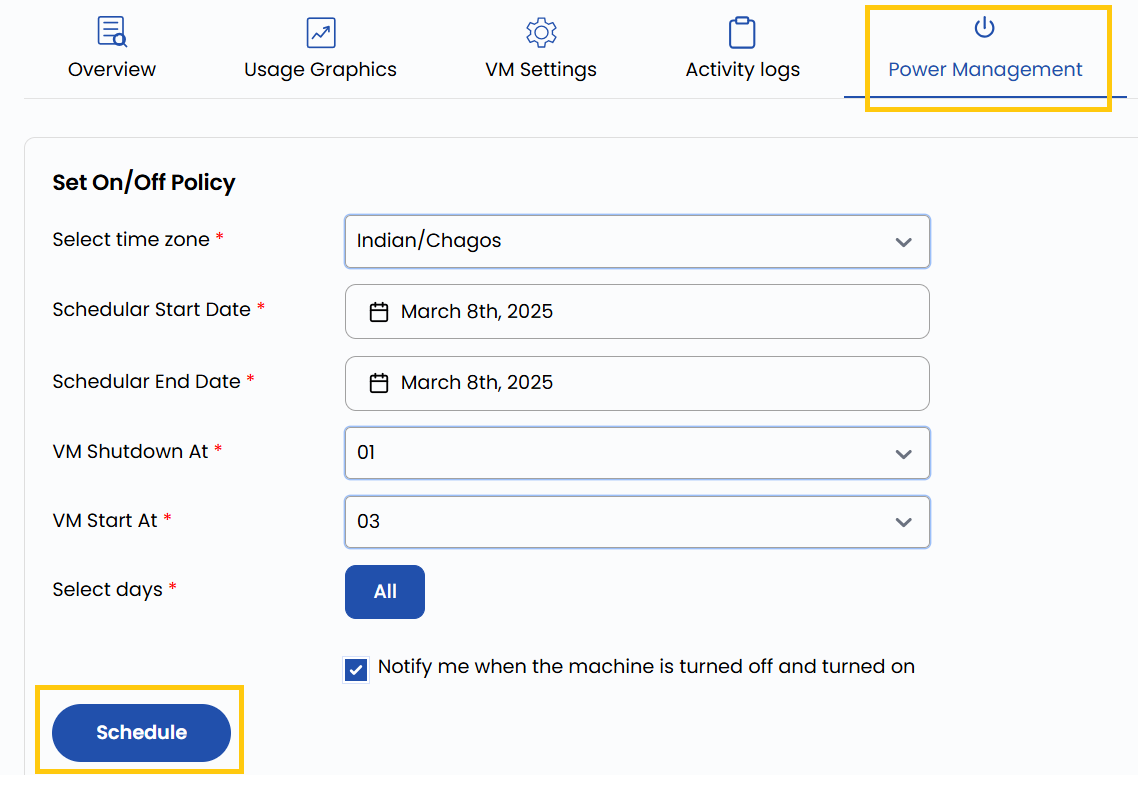 Overview
Usage Graphics
VM Settings
Activity logs
Power Management
Set On/Off Policy
Select time zone *
Indian/Chagos
Schedular Start Date *
March 8th, 2025
Schedular End Date *
March 8th, 2025
VM Shutdown At *
01
VM Start At *
03
Select days *
All
Notify me when the machine is turned off and turned on
Schedule